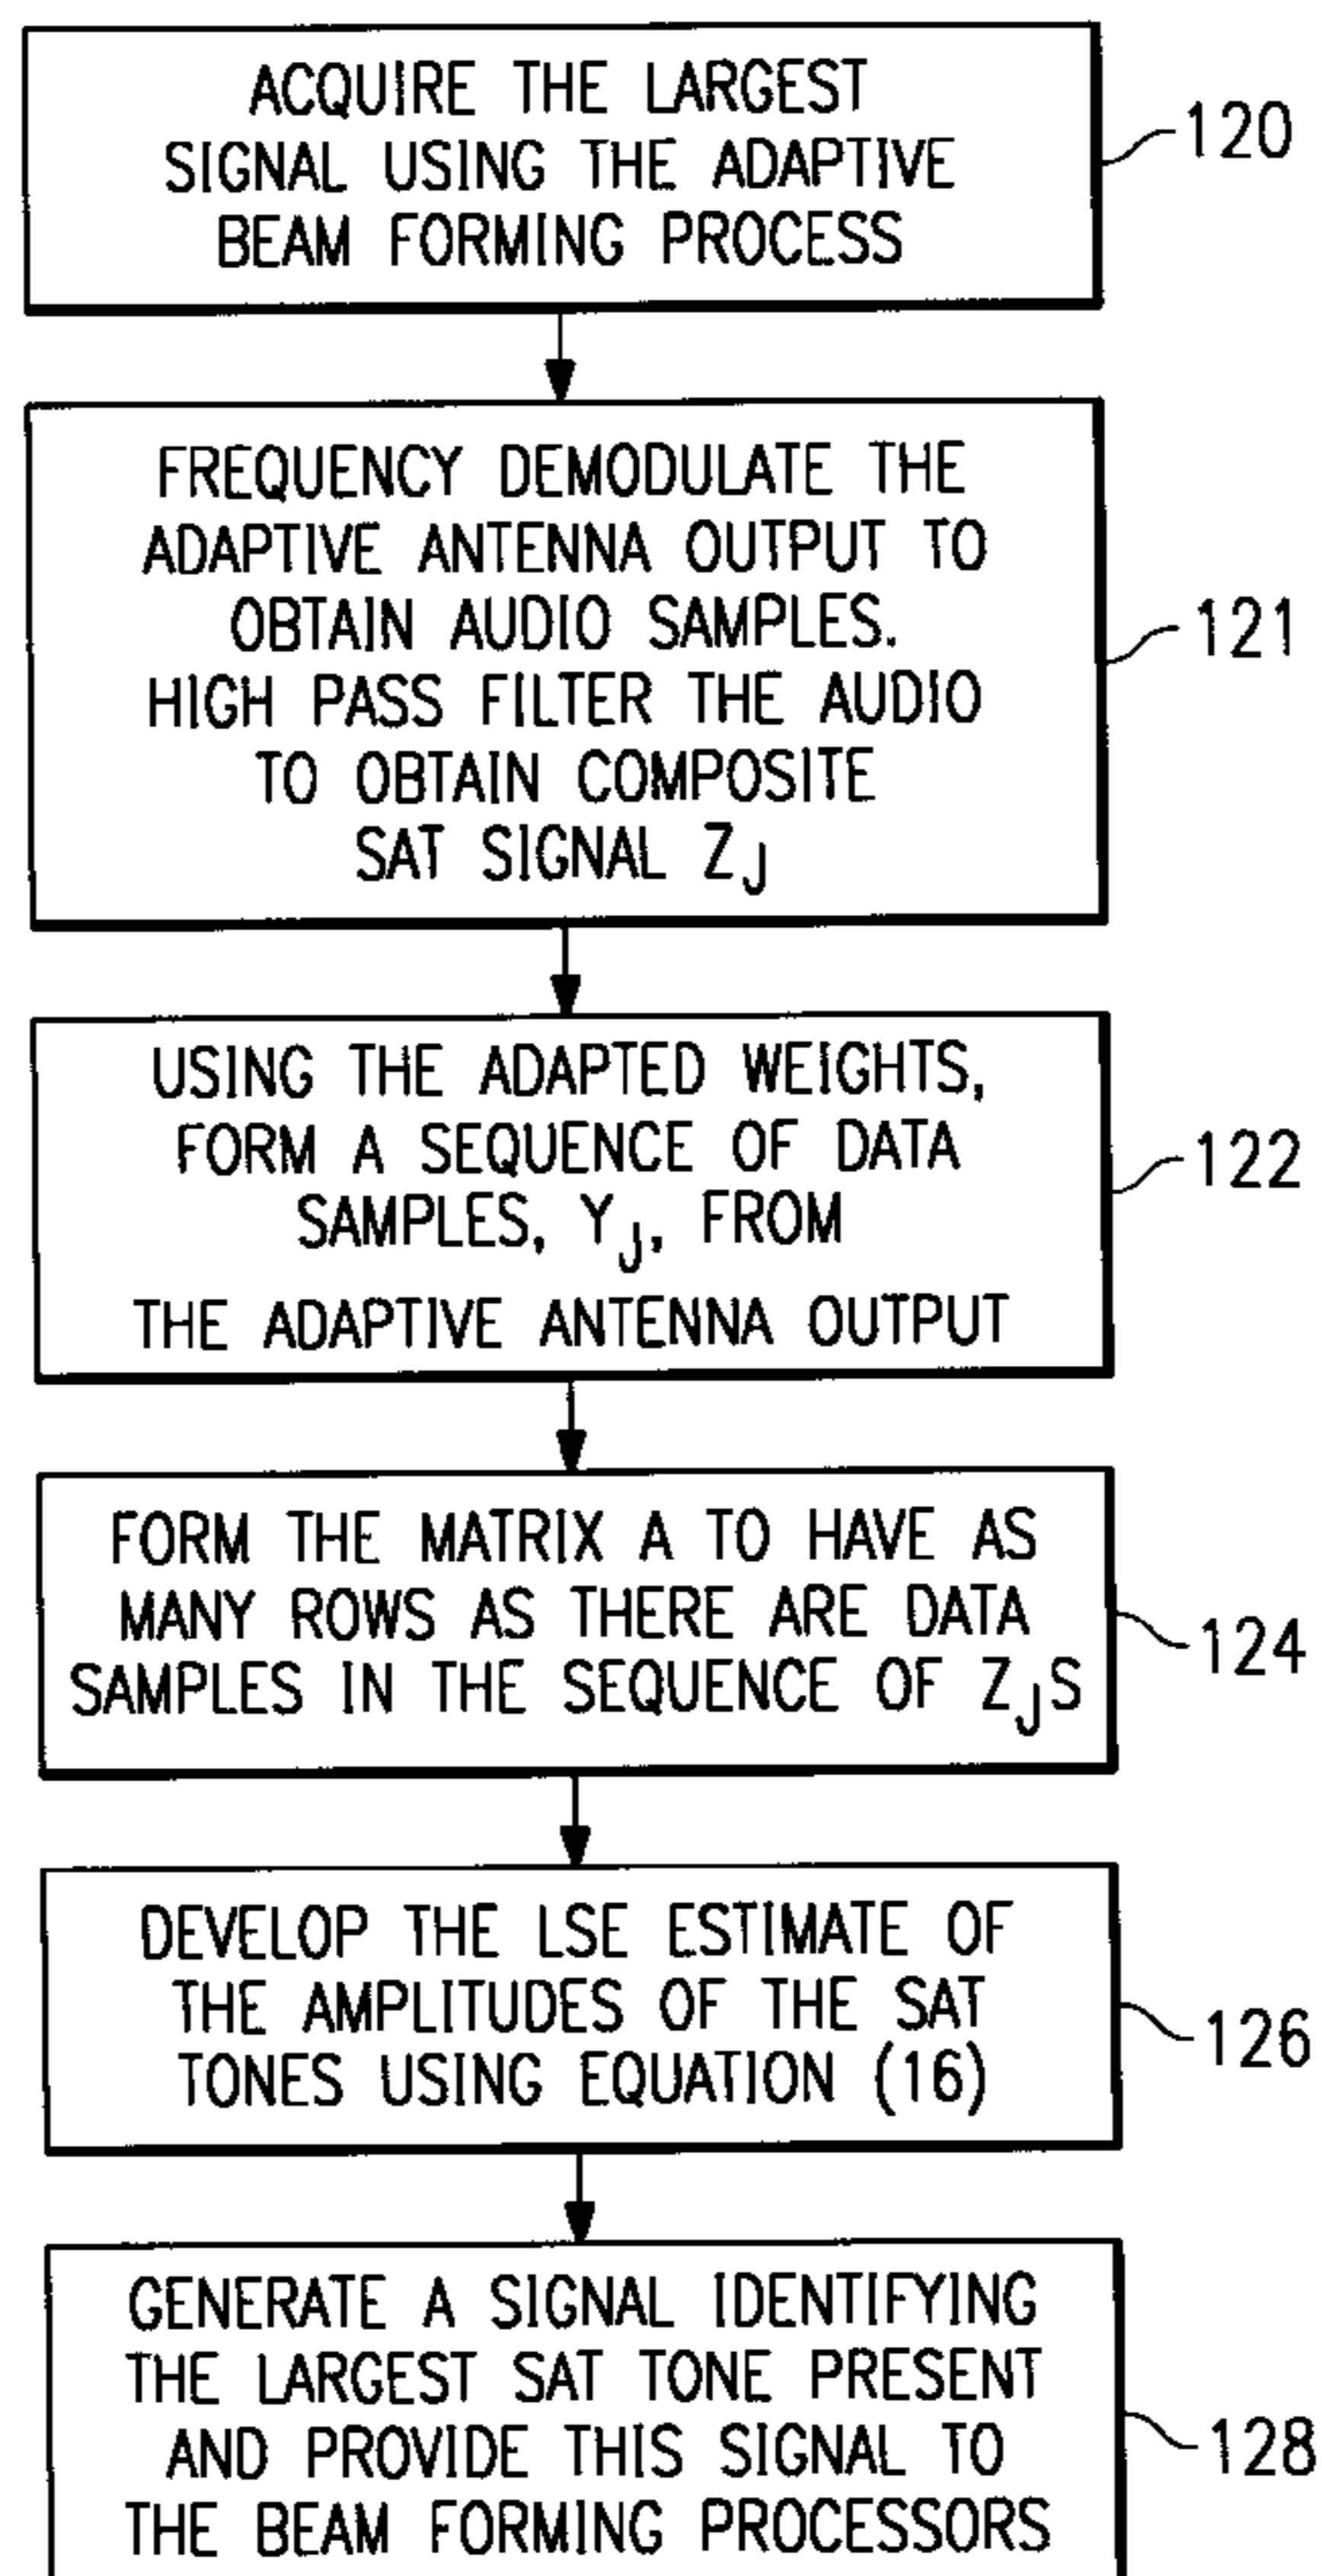 ACQUIRE THE LARGEST
SIGNAL USING THE ADAPTIVE
BEAM FORMING PROCESS
120
FREQUENCY DEMODULATE THE
ADAPTIVE ANTENNA OUTPUT TO
OBTAIN AUDIO SAMPLES.
HIGH PASS FILTER THE AUDIO
TO OBTAIN COMPOSITE
SAT SIGNAL ZJ
121
USING THE ADAPTED WEIGHTS,
FORM A SEQUENCE OF DATA
SAMPLES, YJ, FROM
THE ADAPTIVE ANTENNA OUTPUT
122
FORM THE MATRIX A TO HAVE AS
MANY ROWS AS THERE ARE DATA
SAMPLES IN THE SEQUENCE OF ZJS
124
DEVELOP THE LSE ESTIMATE OF
THE AMPLITUDES OF THE SAT
TONES USING EQUATION (16)
126
GENERATE A SIGNAL IDENTIFYING
THE LARGEST SAT TONE PRESENT
AND PROVIDE THIS SIGNAL TO
THE BEAM FORMING PROCESSORS
128